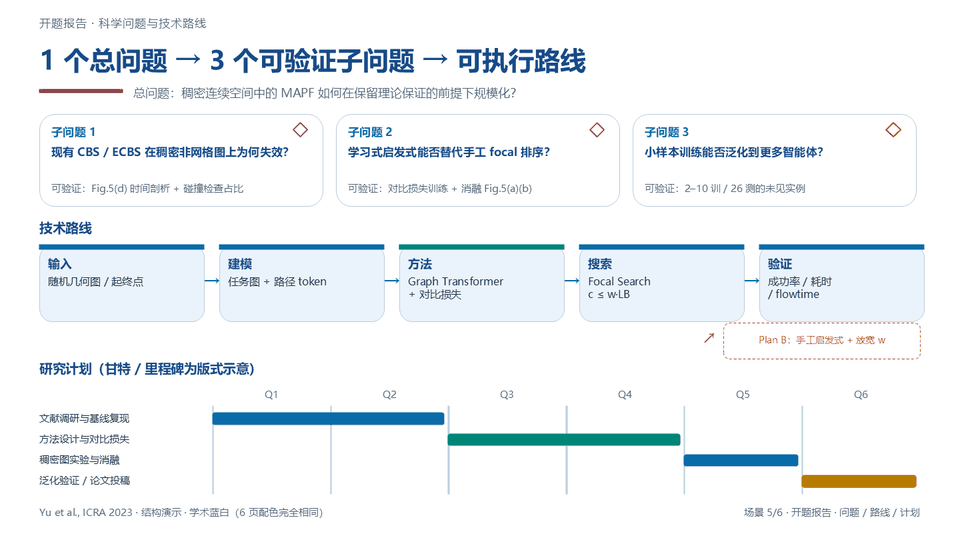 开题报告 · 科学问题与技术路线
1 个总问题 → 3 个可验证子问题 → 可执行路线
总问题：稠密连续空间中的 MAPF 如何在保留理论保证的前提下规模化？
子问题 1
现有 CBS / ECBS 在稠密非网格图上为何失效？
可验证：Fig.5(d) 时间剖析 + 碰撞检查占比
子问题 2
学习式启发式能否替代手工 focal 排序？
可验证：对比损失训练 + 消融 Fig.5(a)(b)
子问题 3
小样本训练能否泛化到更多智能体？
可验证：2–10 训 / 26 测的未见实例
技术路线
输入
随机几何图 / 起终点
建模
任务图 + 路径 token
方法
Graph Transformer
+ 对比损失
搜索
Focal Search
c ≤ w·LB
验证
成功率 / 耗时
/ flowtime
↗
Plan B：手工启发式 + 放宽 w
研究计划（甘特 / 里程碑为版式示意）
Q1 Q2 Q3 Q4 Q5 Q6
文献调研与基线复现
方法设计与对比损失
稠密图实验与消融
泛化验证 / 论文投稿
Yu et al., ICRA 2023 · 结构演示 · 学术蓝白（6 页配色完全相同）
场景 5/6 · 开题报告 · 问题 / 路线 / 计划